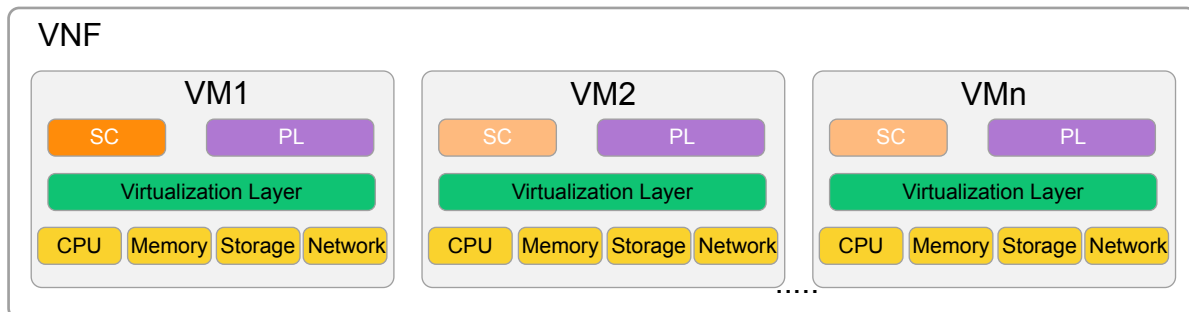 VNF
VM1 VM2 VMn
SC PL SC PL SC PL
Virtualization Layer Virtualization Layer Virtualization Layer
CPU Memory Storage Network CPU Memory Storage Network CPU Memory Storage Network
.....